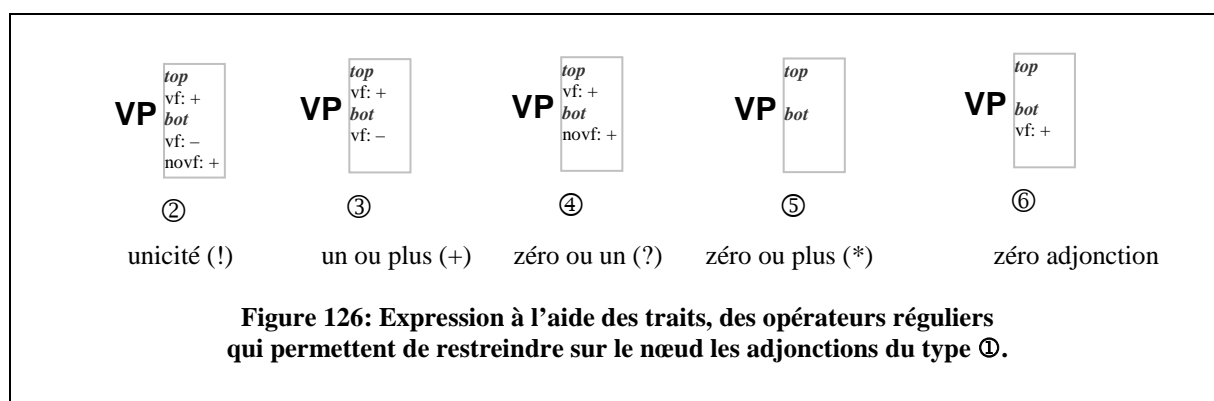 VP top vf: + bot vf: – novf: +
VP top vf: + bot vf: –
VP top vf: + bot novf: +
VP top bot
VP top bot vf: +
② ③ ④ ⑤ ⑥
unicité (!) un ou plus (+) zéro ou un (?) zéro ou plus (*) zéro adjonction
Figure 126: Expression à l’aide des traits, des opérateurs réguliers
qui permettent de restreindre sur le nœud les adjonctions du type ①.